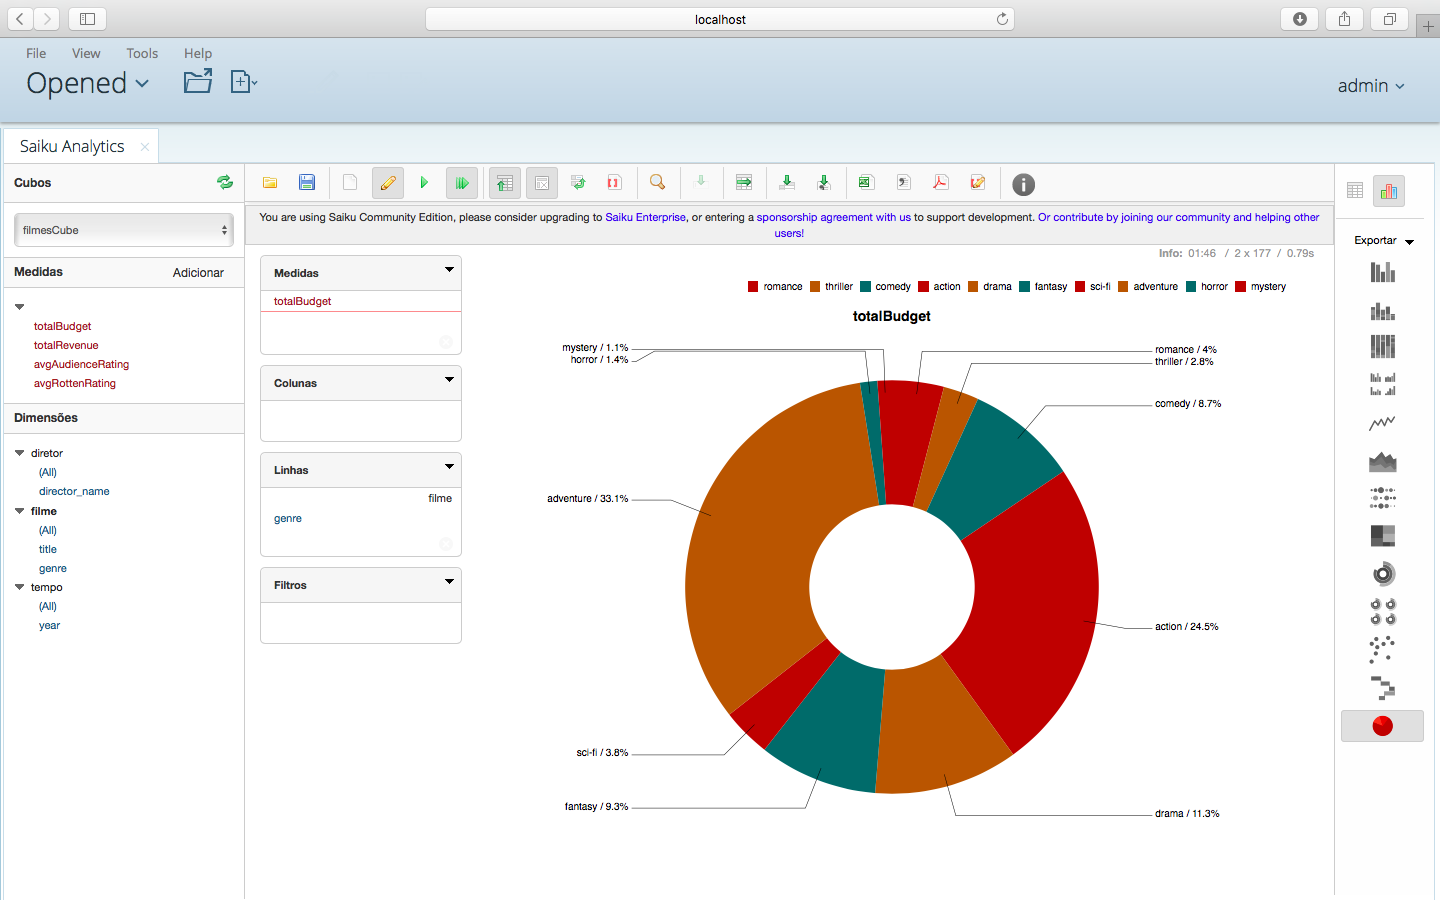 localhost
File View Tools Help
Opened
admin
Saiku Analytics
Cubos
filmesCube
Medidas Adicionar
totalBudget
totalRevenue
avgAudienceRating
avgRottenRating
Dimensões
diretor
(All)
director_name
filme
(All)
title
genre
tempo
(All)
year
You are using Saiku Community Edition, please consider upgrading to Saiku Enterprise, or entering a sponsorship agreement with us to support development. Or contribute by joining our community and helping other
users!
Info: 01:46 / 2 x 177 / 0.79s
Medidas
totalBudget
Colunas
Linhas
filme
genre
Filtros
romance thriller comedy action drama fantasy sci-fi adventure horror mystery
totalBudget
mystery / 1.1%
horror / 1.4%
romance / 4%
thriller / 2.8%
comedy / 8.7%
adventure / 33.1%
action / 24.5%
sci-fi / 3.8%
fantasy / 9.3%
drama / 11.3%
Exportar